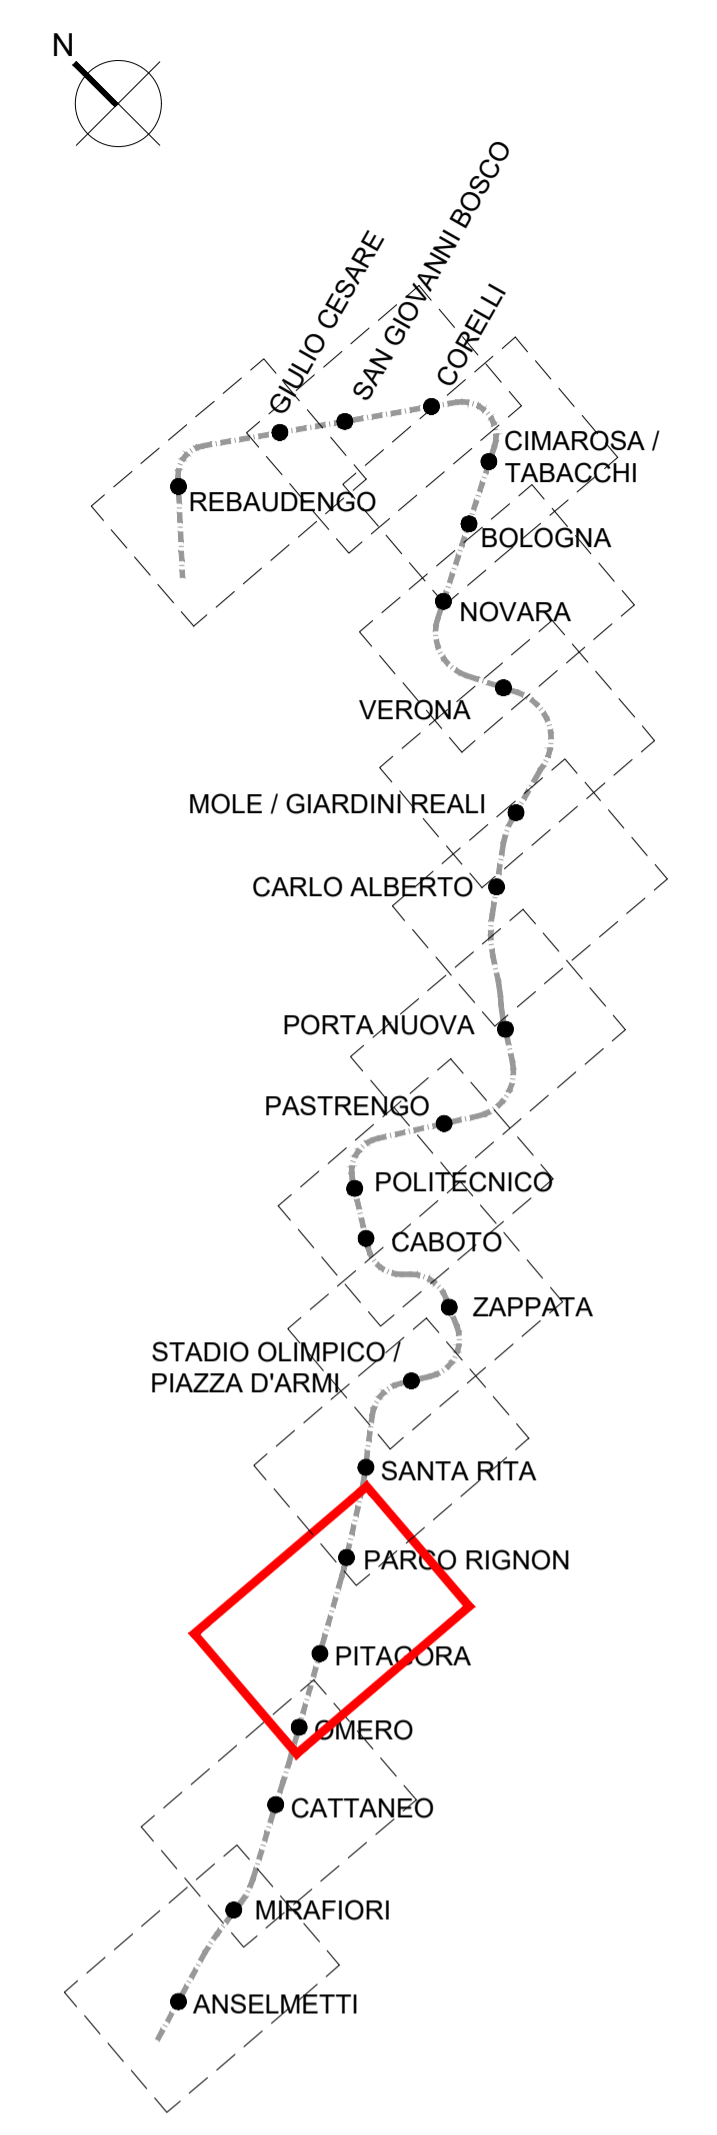 N
GIULIO CESARE
SAN GIOVANNI BOSCO
CORELLI
CIMAROSA /
TABACCHI
REBAUDENGO
BOLOGNA
NOVARA
VERONA
MOLE / GIARDINI REALI
CARLO ALBERTO
PORTA NUOVA
PASTRENGO
POLITECNICO
CABOTO
ZAPPATA
STADIO OLIMPICO /
PIAZZA D'ARMI
SANTA RITA
PARCO RIGNON
PITAGORA
OMERO
CATTANEO
MIRAFIORI
ANSELMETTI